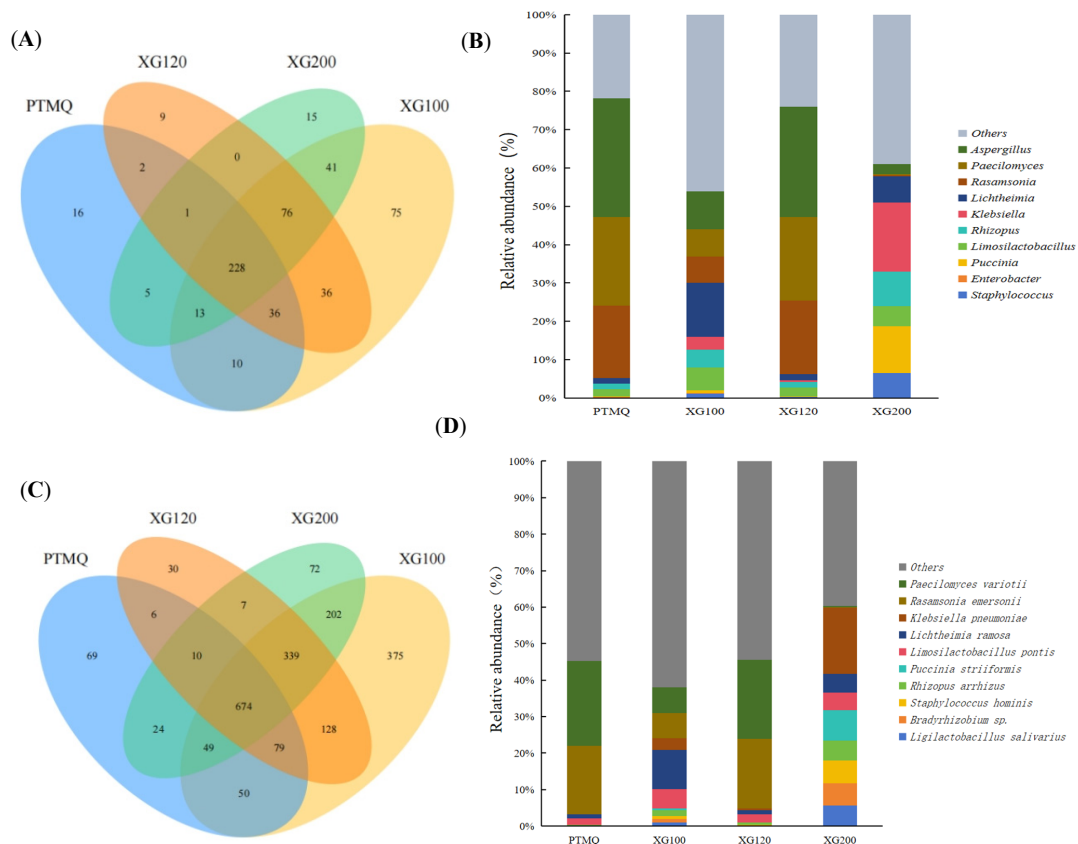 (A)
XG120
XG200
PTMQ
XG100
9
15
2
0
41
16
1
76
75
228
5
13
36
36
10
(B)
Relative abundance (%)
100%
90%
80%
70%
60%
50%
40%
30%
20%
10%
0%
PTMQ
XG100
XG120
XG200
Others
Aspergillus
Paecilomyces
Rasamsonia
Lichtheimia
Klebsiella
Rhizopus
Limosilactobacillus
Puccinia
Enterobacter
Staphylococcus
(C)
XG120
XG200
PTMQ
XG100
30
72
6
7
202
69
10
339
375
674
24
49
79
128
50
(D)
Relative abundance (%)
100%
90%
80%
70%
60%
50%
40%
30%
20%
10%
0%
PTMQ
XG100
XG120
XG200
Others
Paecilomyces variotii
Rasamsonia emersonii
Klebsiella pneumoniae
Lichtheimia ramosa
Limosilactobacillus pontis
Puccinia striiformis
Rhizopus arrhizus
Staphylococcus hominis
Bradyrhizobium sp.
Ligilactobacillus salivarius